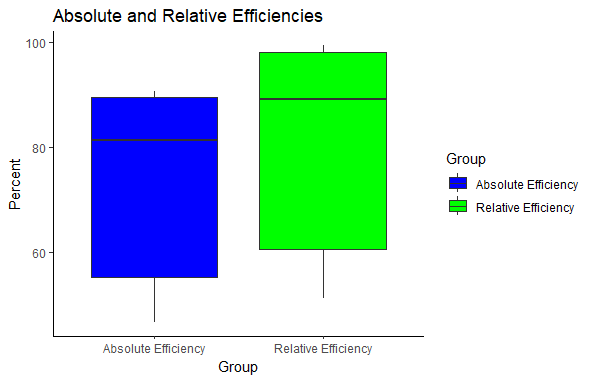 Absolute and Relative Efficiencies
Percent
100
80
60
Absolute Efficiency
Relative Efficiency
Group
Group
Absolute Efficiency
Relative Efficiency